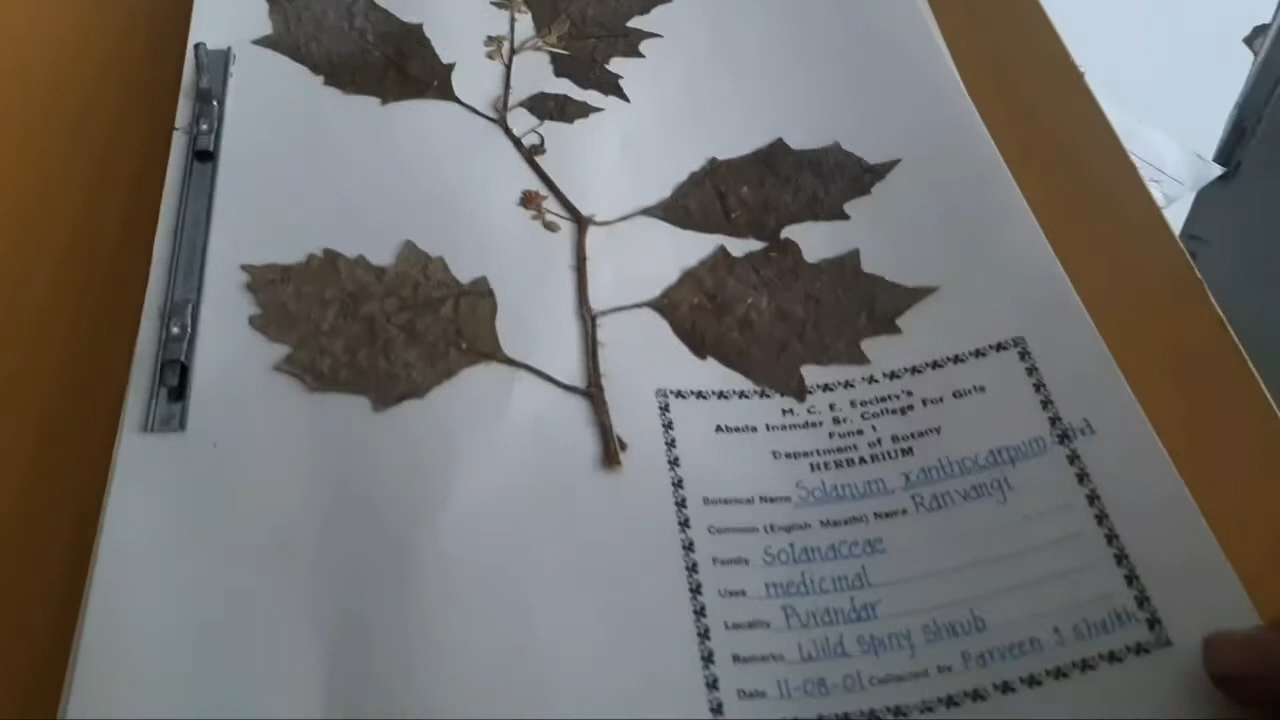 M. C. E. Society's
Abeda Inamdar Sr. College For Girls
Pune 1
Department of Botany
HERBARIUM
Botanical Name Solanum xanthocarpum
Common (English Marathi) Name Ranvangi
Family Solanaceae
Uses medicinal
Locality Purandar
Remarks Wild spiny shrub
Date 11-08-01 Collected by Parveen J shaikh